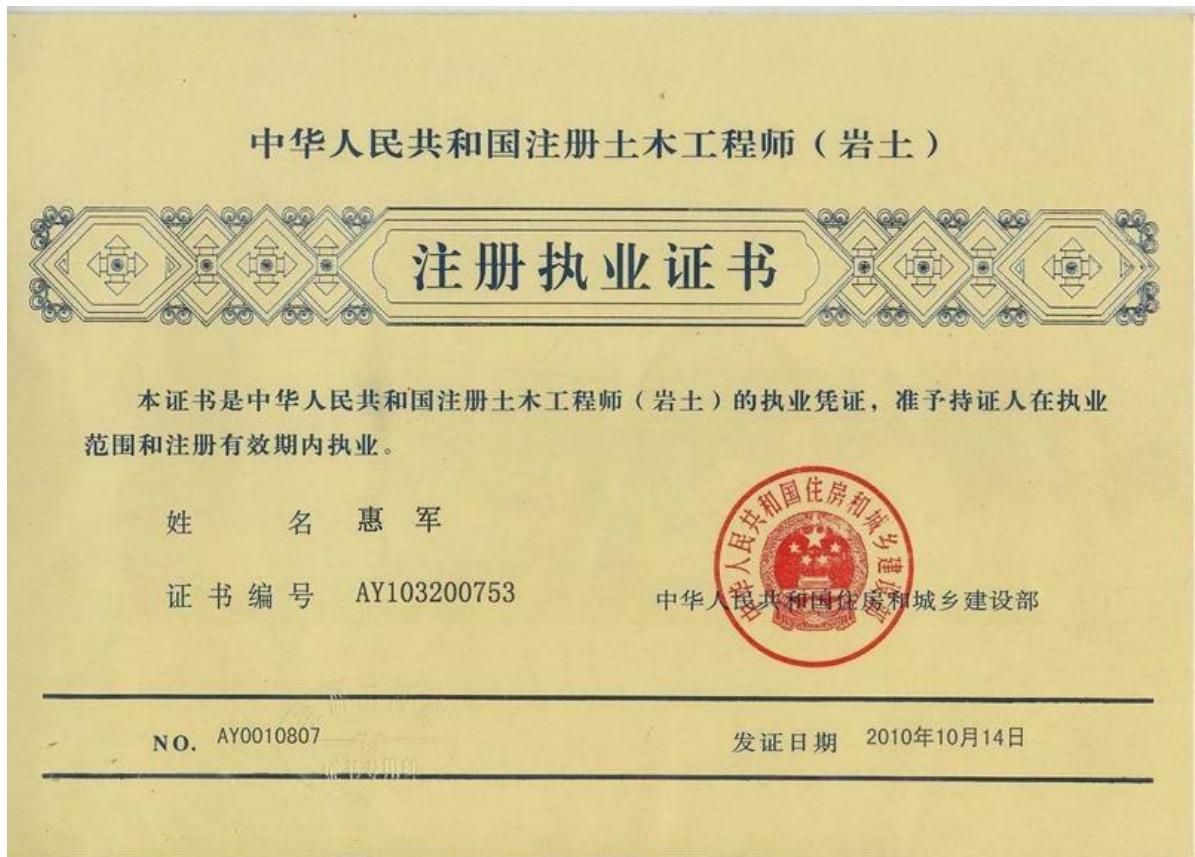 中华人民共和国注册土木工程师（岩土）
注册执业证书
本证书是中华人民共和国注册土木工程师（岩土）的执业凭证，准予持证人在执业
范围和注册有效期内执业。
姓 名 惠 军
证书编号 AY103200753
中华人民共和国住房和城乡建设部
中华人民共和国住房和城乡建设部
NO. AY0010807
发证日期 2010年10月14日